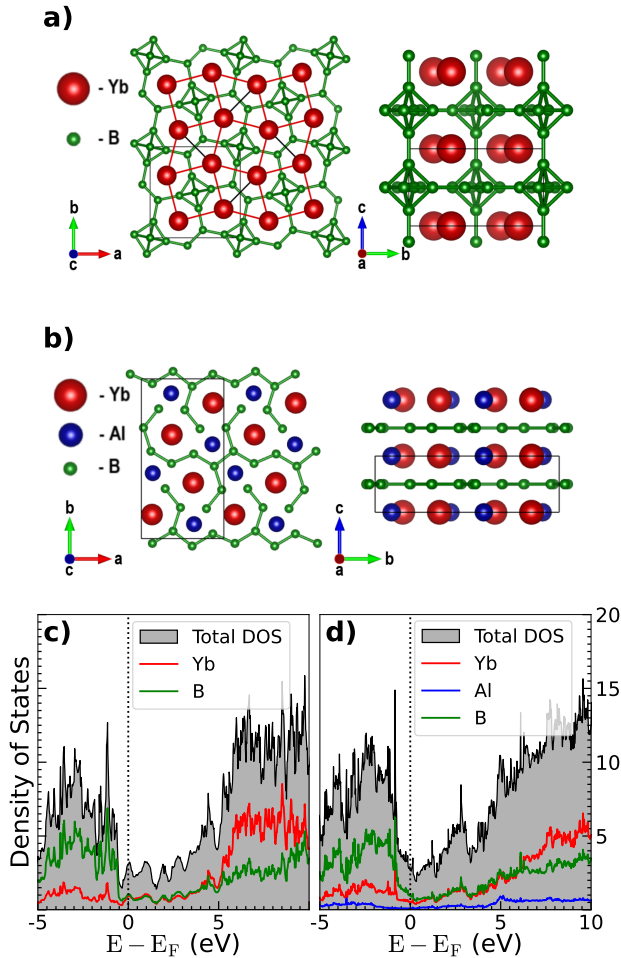 a)
- Yb
- B
b
c
a
c
a
b
b)
- Yb
- Al
- B
b
c
a
c
a
b
c)
Total DOS
Yb
B
d)
Total DOS
Yb
Al
B
Density of States
20
15
10
5
-5
0
5
-5
0
5
10
E − E_F (eV)
E − E_F (eV)